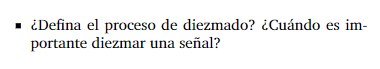 ▪ ¿Defina el proceso de diezmado? ¿Cuándo es im-
portante diezmar una señal?